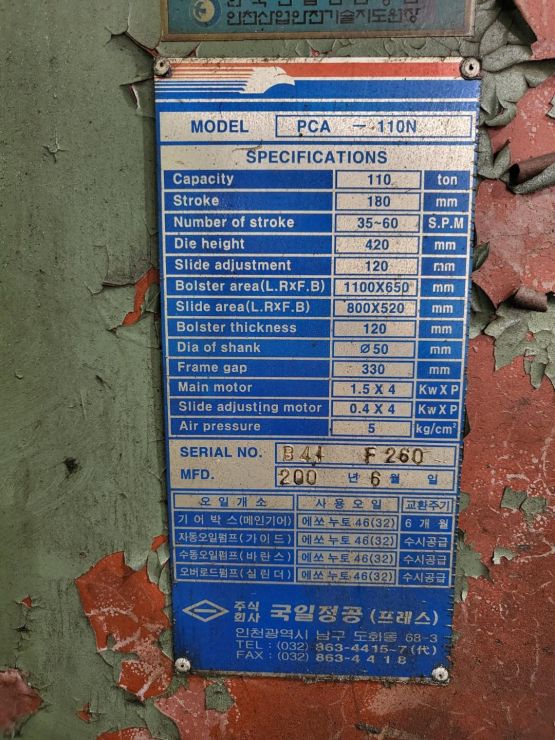 인천산업안전기술지도원장
MODEL PCA - 110N
SPECIFICATIONS
Capacity 110 ton
Stroke 180 mm
Number of stroke 35~60 S.P.M
Die height 420 mm
Slide adjustment 120 mm
Bolster area(L.RxF.B) 1100X650 mm
Slide area(L.RxF.B) 800X520 mm
Bolster thickness 120 mm
Dia of shank Ø50 mm
Frame gap 330 mm
Main motor 1.5 X 4 KwXP
Slide adjusting motor 0.4 X 4 KwXP
Air pressure 5 kg/cm²
SERIAL NO. B 44 F 260
MFD. 200 년 6 월 일
오일개소 사용오일 교환주기
기어박스(메인기어) 에쏘누토46(32) 6개월
자동오일펌프(가이드) 에쏘누토46(32) 수시공급
수동오일펌프(바란스) 에쏘누토46(32) 수시공급
오버로드펌프(실린더) 에쏘누토46(32) 수시공급
주식회사 국일정공 (프레스)
인천광역시 남구 도화동 68-3
TEL : (032) 863-4415~7(代)
FAX : (032) 863-4418